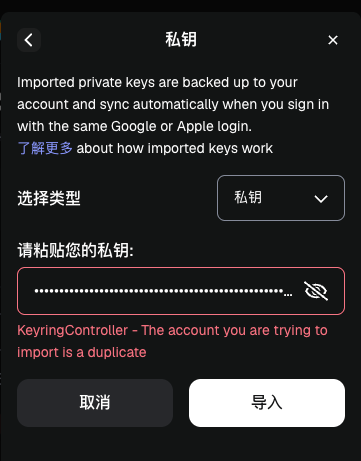 私钥
Imported private keys are backed up to your
account and sync automatically when you sign in
with the same Google or Apple login.
了解更多 about how imported keys work
选择类型
私钥
请粘贴您的私钥:
••••••••••••••••••••••••••••••••••••••••••••••••••...
KeyringController - The account you are trying to
import is a duplicate
取消
导入